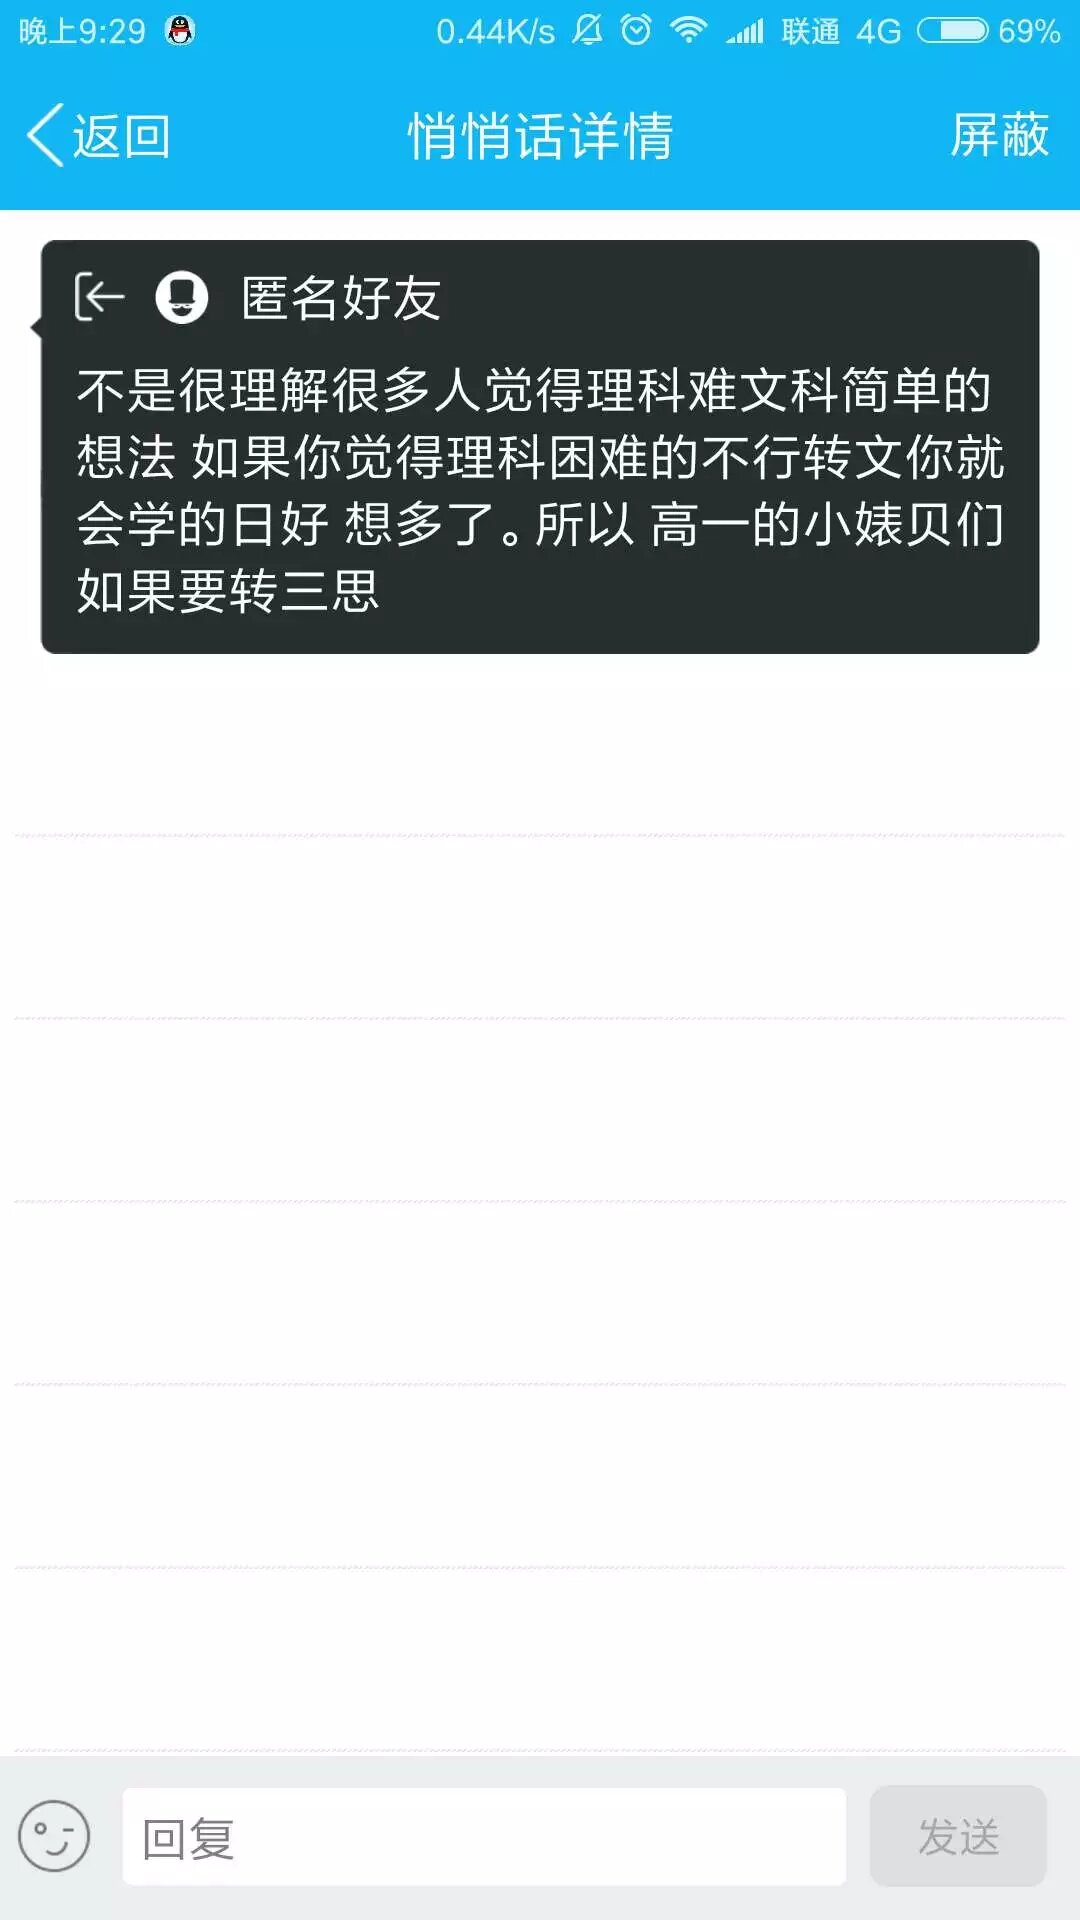 晚上9:29 0.44K/s 联通 4G 69%
返回 悄悄话详情 屏蔽
匿名好友
不是很理解很多人觉得理科难文科简单的
想法 如果你觉得理科困难的不行转文你就
会学的日好 想多了。所以 高一的小婊贝们
如果要转三思
回复 发送